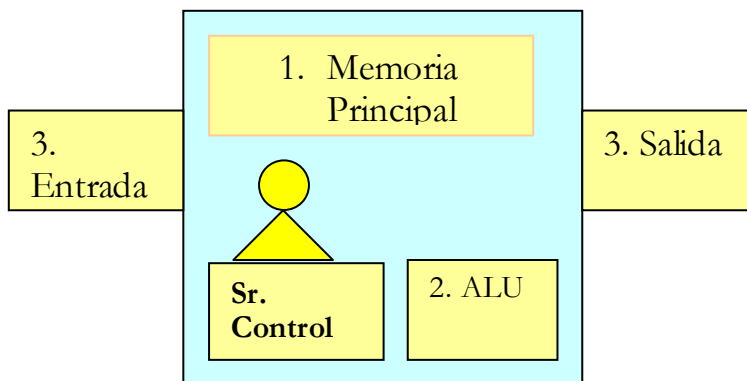 1. Memoria
Principal
3.
Entrada
3. Salida
Sr.
Control
2. ALU